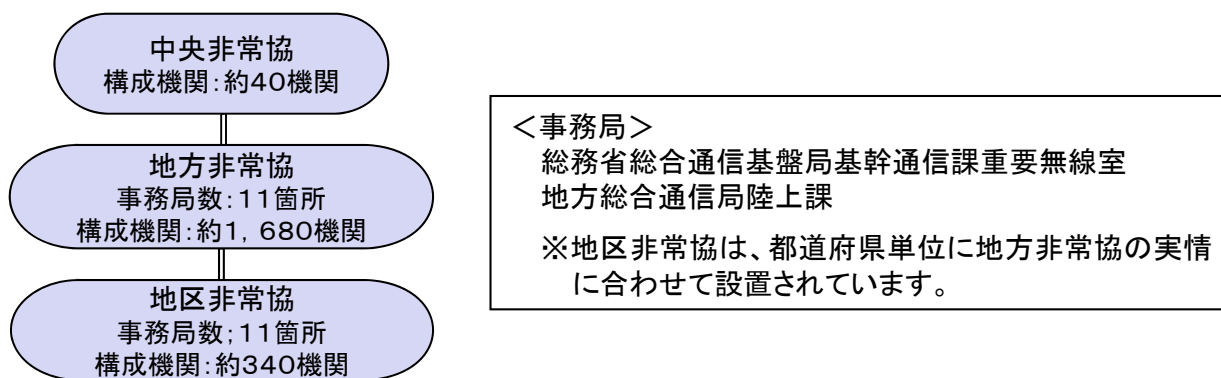 中央非常協
構成機関:約40機関
地方非常協
事務局数:11箇所
構成機関:約1,680機関
地区非常協
事務局数;11箇所
構成機関:約340機関
＜事務局＞
総務省総合通信基盤局基幹通信課重要無線室
地方総合通信局陸上課
※地区非常協は、都道府県単位に地方非常協の実情
に合わせて設置されています。